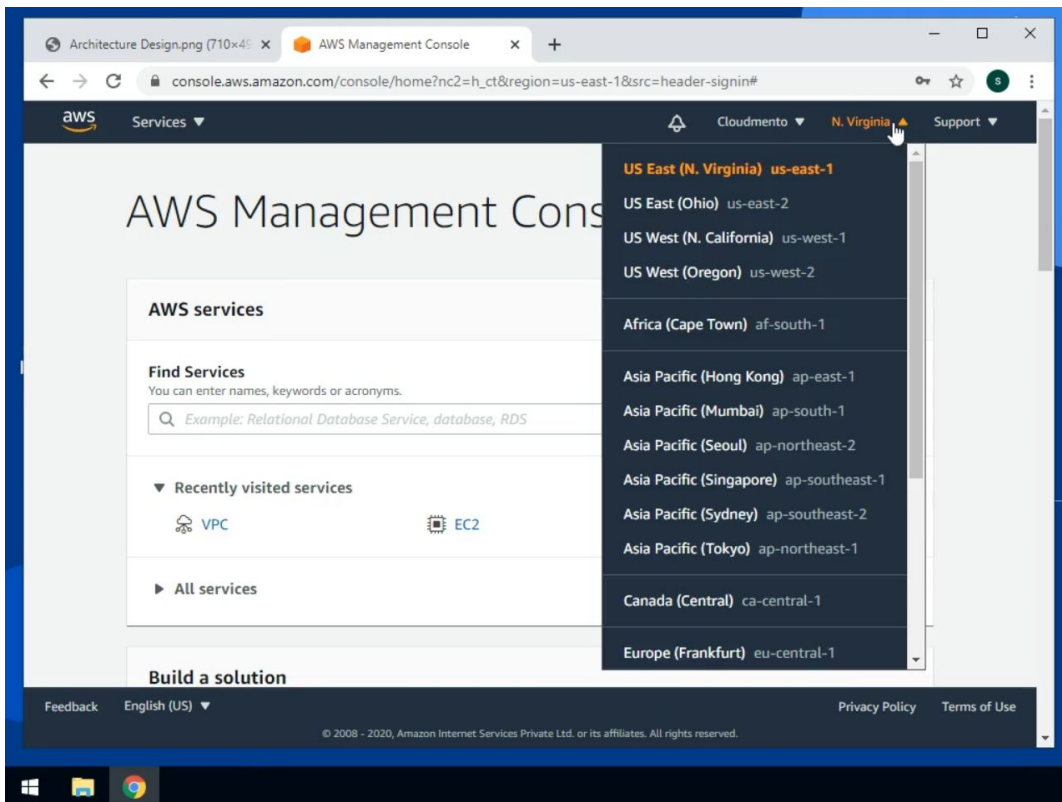 Architecture Design.png (710×49
AWS Management Console
console.aws.amazon.com/console/home?nc2=h_ct&region=us-east-1&src=header-signin#
S
aws
Services
Cloudmento
N. Virginia
Support
AWS Management Cons
AWS services
Find Services
You can enter names, keywords or acronyms.
Example: Relational Database Service, database, RDS
Recently visited services
VPC
EC2
All services
Build a solution
US East (N. Virginia) us-east-1
US East (Ohio) us-east-2
US West (N. California) us-west-1
US West (Oregon) us-west-2
Africa (Cape Town) af-south-1
Asia Pacific (Hong Kong) ap-east-1
Asia Pacific (Mumbai) ap-south-1
Asia Pacific (Seoul) ap-northeast-2
Asia Pacific (Singapore) ap-southeast-1
Asia Pacific (Sydney) ap-southeast-2
Asia Pacific (Tokyo) ap-northeast-1
Canada (Central) ca-central-1
Europe (Frankfurt) eu-central-1
Feedback
English (US)
Privacy Policy
Terms of Use
© 2008 - 2020, Amazon Internet Services Private Ltd. or its affiliates. All rights reserved.